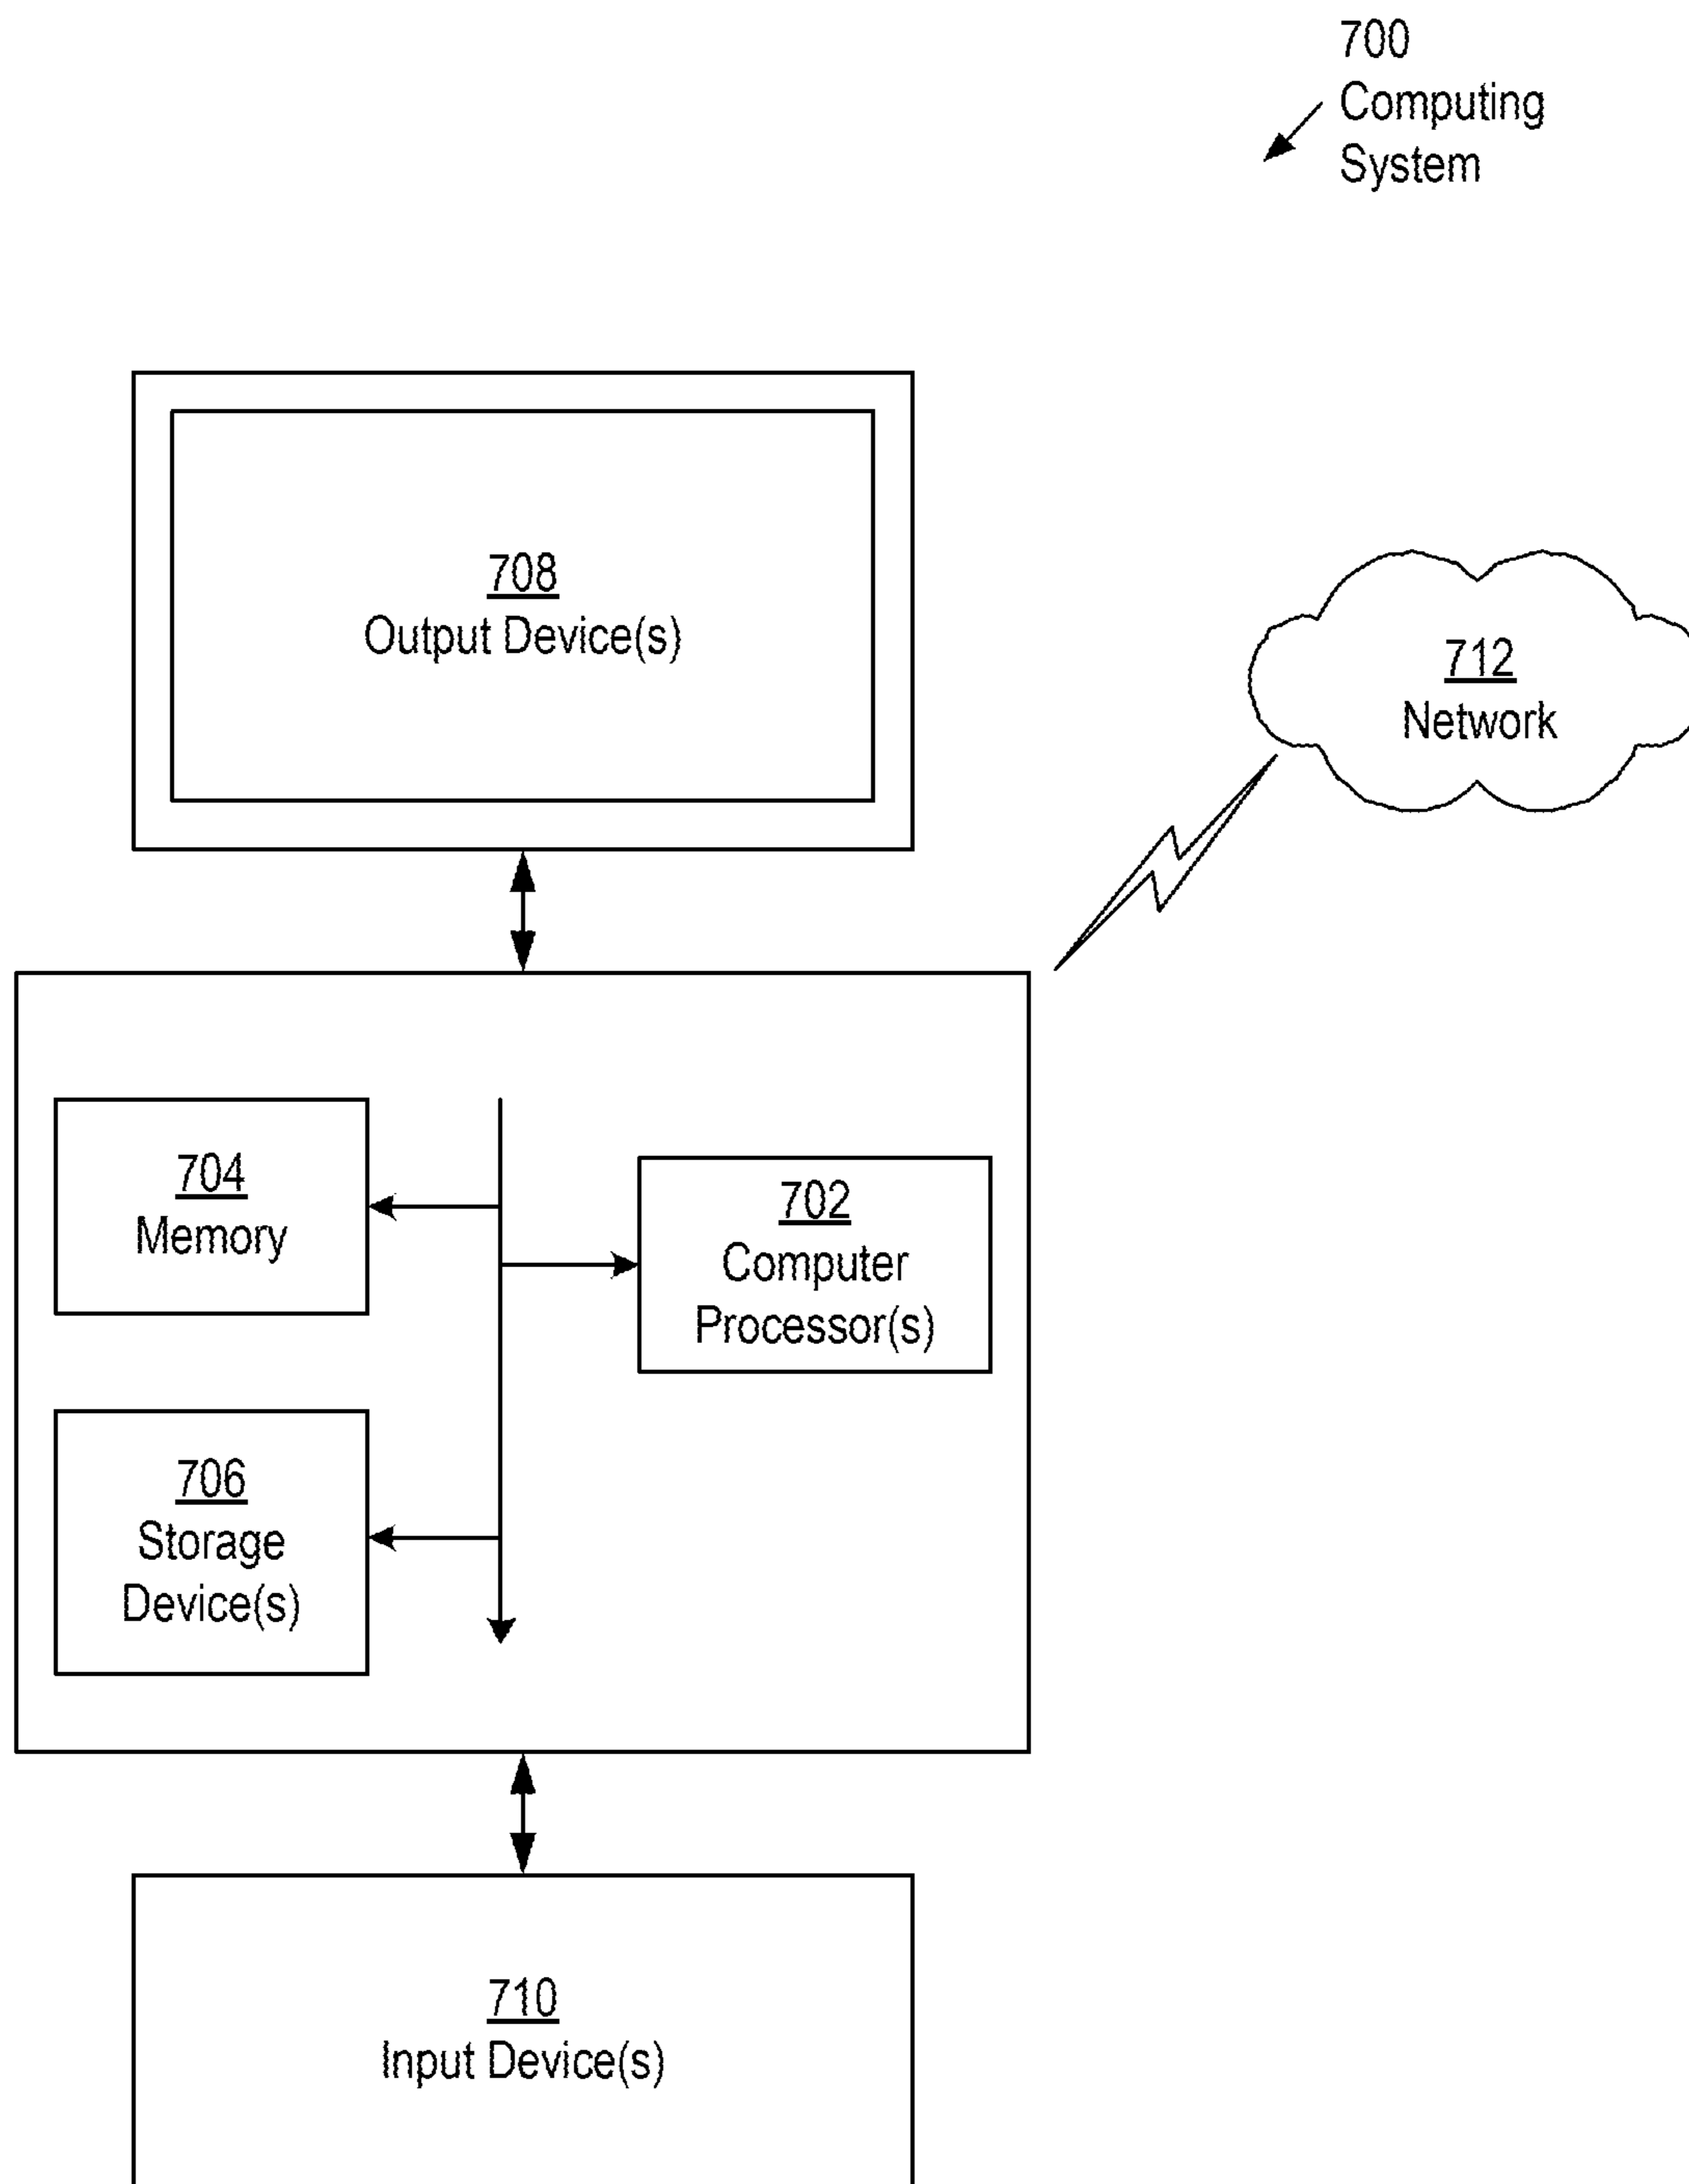 700
Computing
System
708
Output Device(s)
712
Network
704
Memory
702
Computer
Processor(s)
706
Storage
Device(s)
710
Input Device(s)